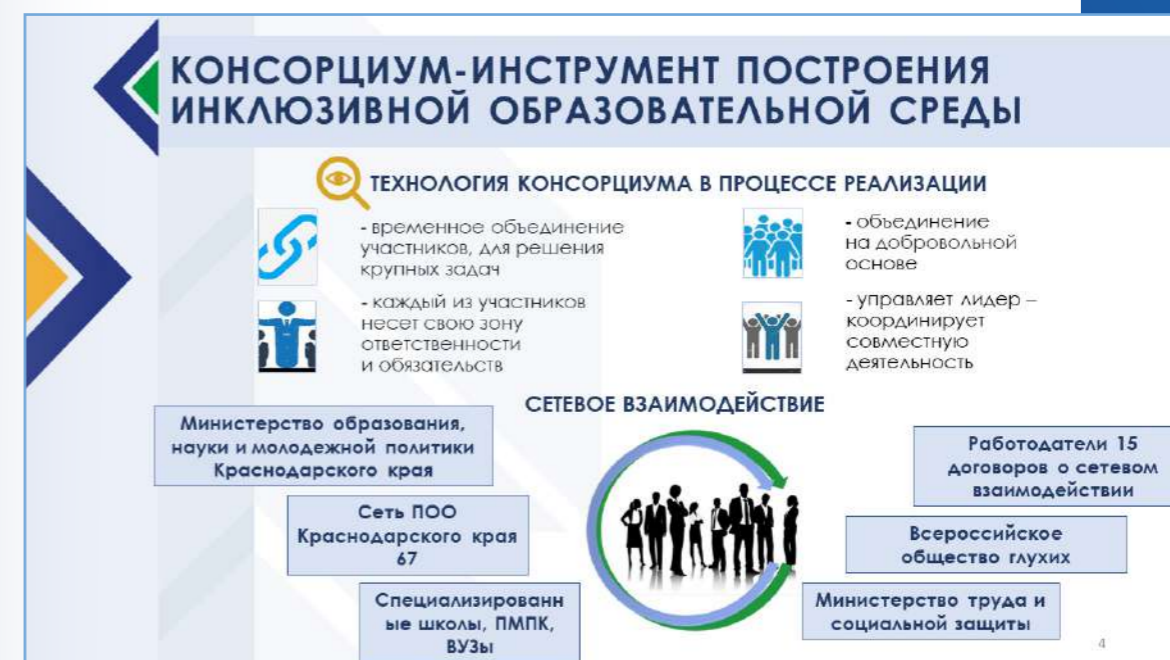 КОНСОРЦИУМ-ИНСТРУМЕНТ ПОСТРОЕНИЯ
ИНКЛЮЗИВНОЙ ОБРАЗОВАТЕЛЬНОЙ СРЕДЫ
ТЕХНОЛОГИЯ КОНСОРЦИУМА В ПРОЦЕССЕ РЕАЛИЗАЦИИ
- временное объединение
участников, для решения
крупных задач
- каждый из участников
несет свою зону
ответственности
и обязательств
- объединение
на добровольной
основе
- управляет лидер –
координирует
совместную
деятельность
СЕТЕВОЕ ВЗАИМОДЕЙСТВИЕ
Министерство образования,
науки и молодежной политики
Краснодарского края
Сеть ПОО
Краснодарского края
67
Специализированн
ые школы, ПМПК,
ВУЗы
Работодатели 15
договоров о сетевом
взаимодействии
Всероссийское
общество глухих
Министерство труда и
социальной защиты
4